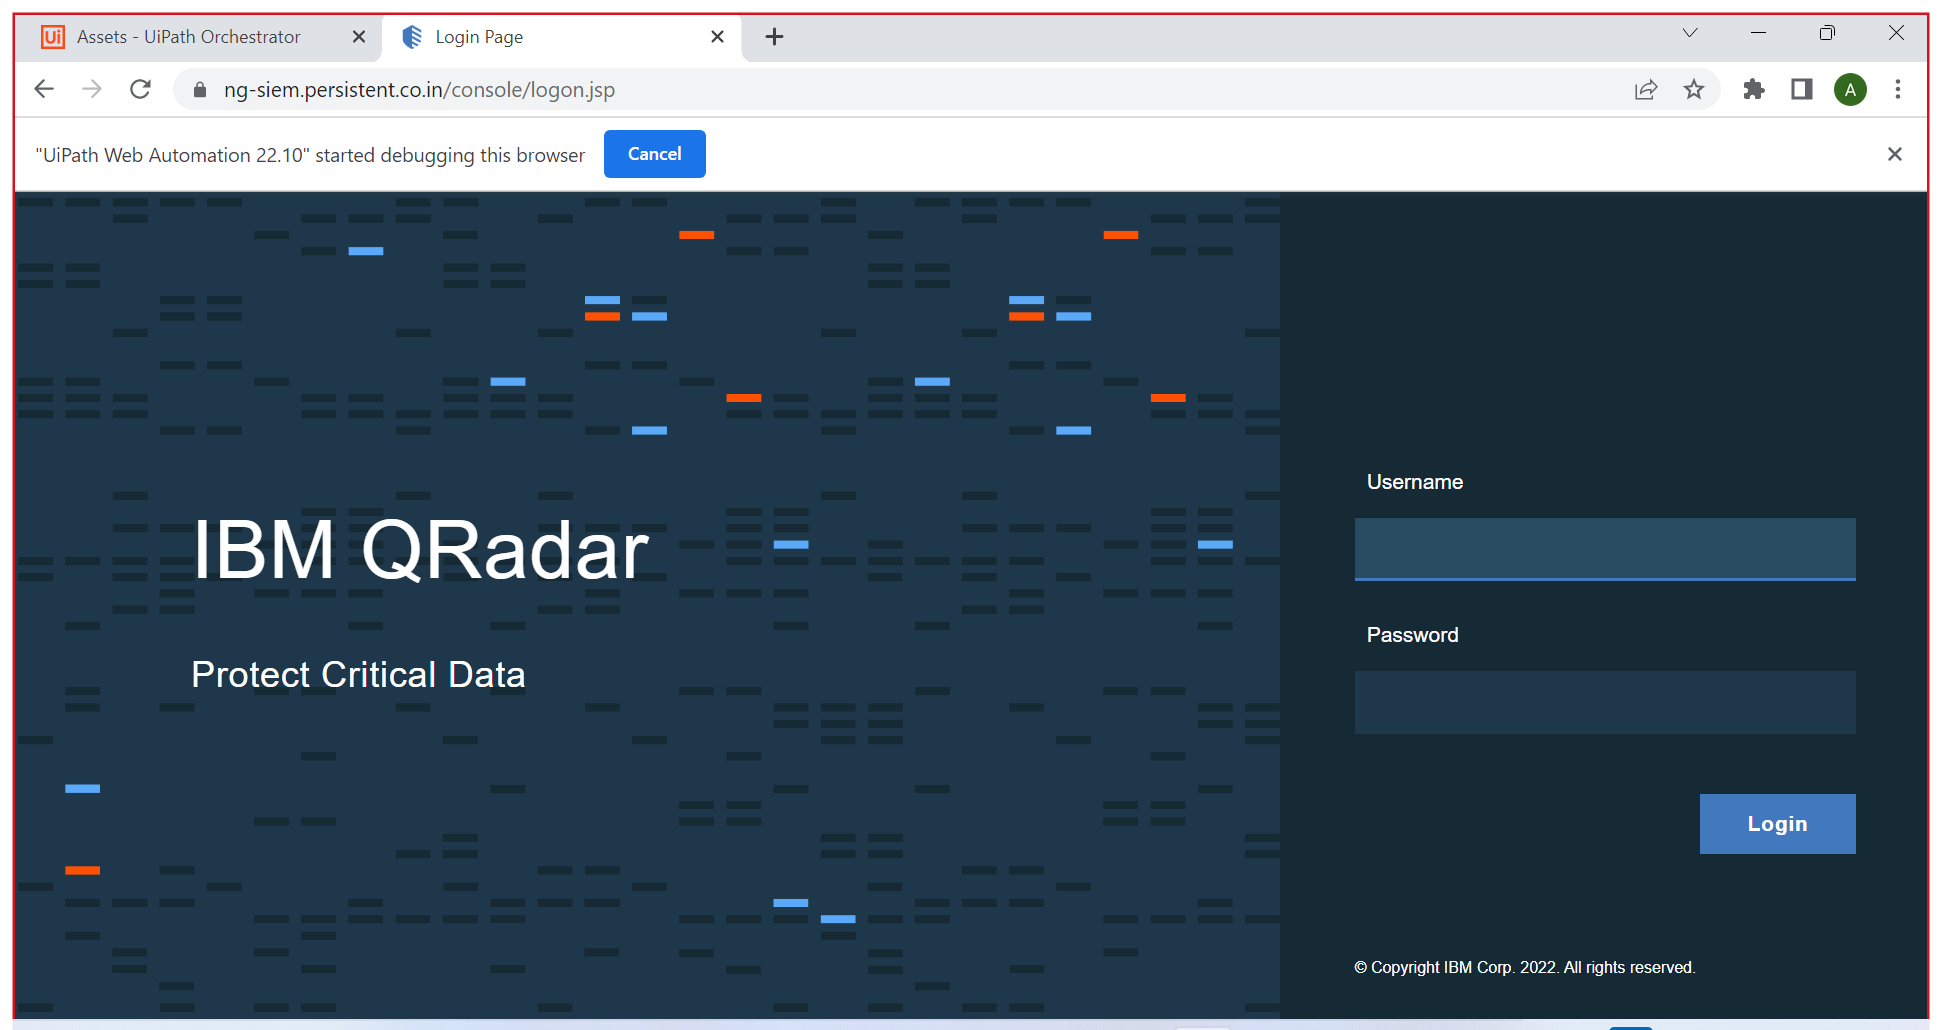 Ui Assets - UiPath Orchestrator
Login Page
ng-siem.persistent.co.in/console/logon.jsp
A
"UiPath Web Automation 22.10" started debugging this browser
Cancel
IBM QRadar
Protect Critical Data
Username
Password
Login
© Copyright IBM Corp. 2022. All rights reserved.